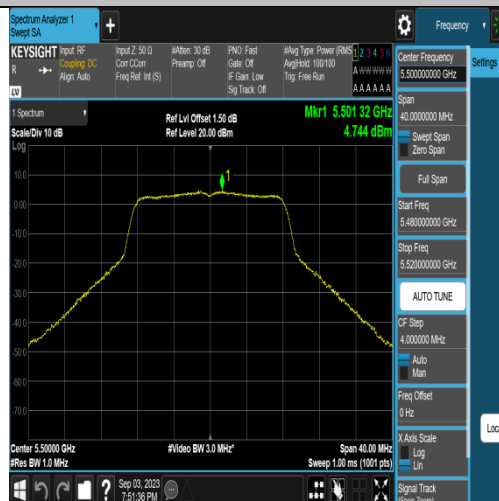 Spectrum Analyzer 1
Swept SA
+
Frequency
KEYSIGHT
Input: RF
Coupling: DC
Align: Auto
Input Z: 50 Ω
Corr CCorr
Freq Ref: Int (S)
#Atten: 30 dB
Preamp: Off
PNO: Fast
Gate: Off
IF Gain: Low
Sig Track: Off
#Avg Type: Power (RMS
Avg|Hold: 100/100
Trig: Free Run
1 2 3 4 5 6
A W W W W W
A A A A A A
R
LXI
1 Spectrum
Scale/Div 10 dB
Log
Ref Lvl Offset 1.50 dB
Ref Level 20.00 dBm
Mkr1 5.501 32 GHz
4.744 dBm
1
10.0
0.00
-10.0
-20.0
-30.0
-40.0
-50.0
-60.0
-70.0
Center 5.50000 GHz
#Res BW 1.0 MHz
#Video BW 3.0 MHz*
Span 40.00 MHz
Sweep 1.00 ms (1001 pts)
Sep 03, 2023
7:51:36 PM
?
Center Frequency
5.500000000 GHz
Settings
Span
40.0000000 MHz
Swept Span
Zero Span
Full Span
Start Freq
5.480000000 GHz
Stop Freq
5.520000000 GHz
AUTO TUNE
CF Step
4.000000 MHz
Auto
Man
Freq Offset
0 Hz
X Axis Scale
Log
Lin
Loc
Signal Track
(Span Zoom)